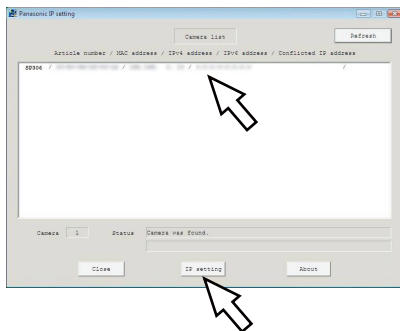 Panasonic IP setting
Camera list
Refresh
Article number / MAC address / IPv4 address / IPv6 address / Conflicted IP address
SP306 / / / /
Camera 1 Status Camera was found.
Close IP setting About